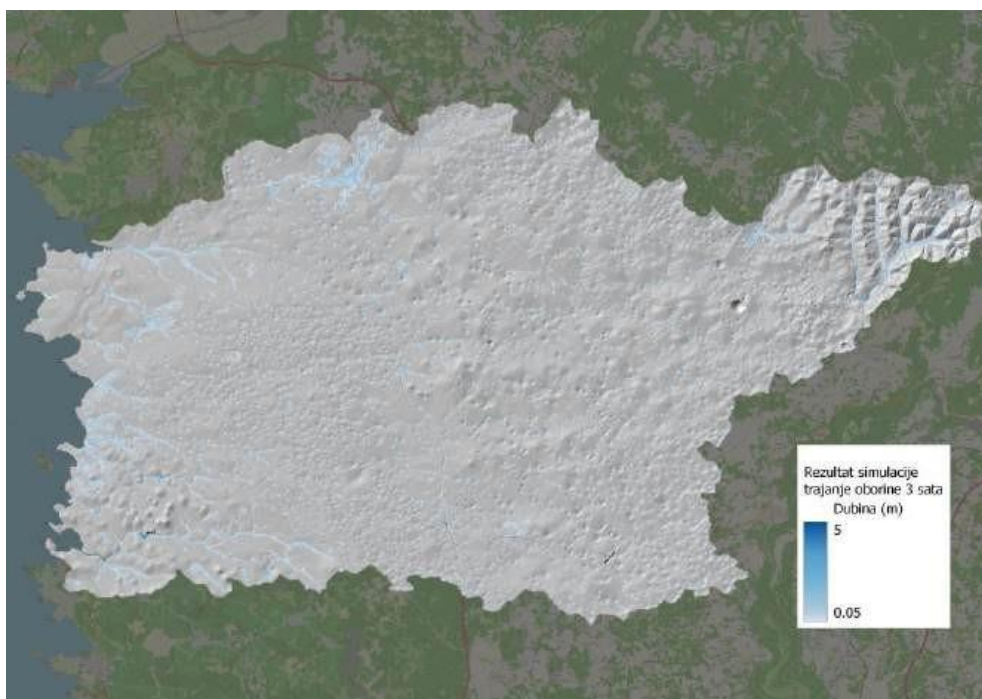 Rezultat simulacije
trajanje oborine 3 sata
Dubina (m)
5
0.05